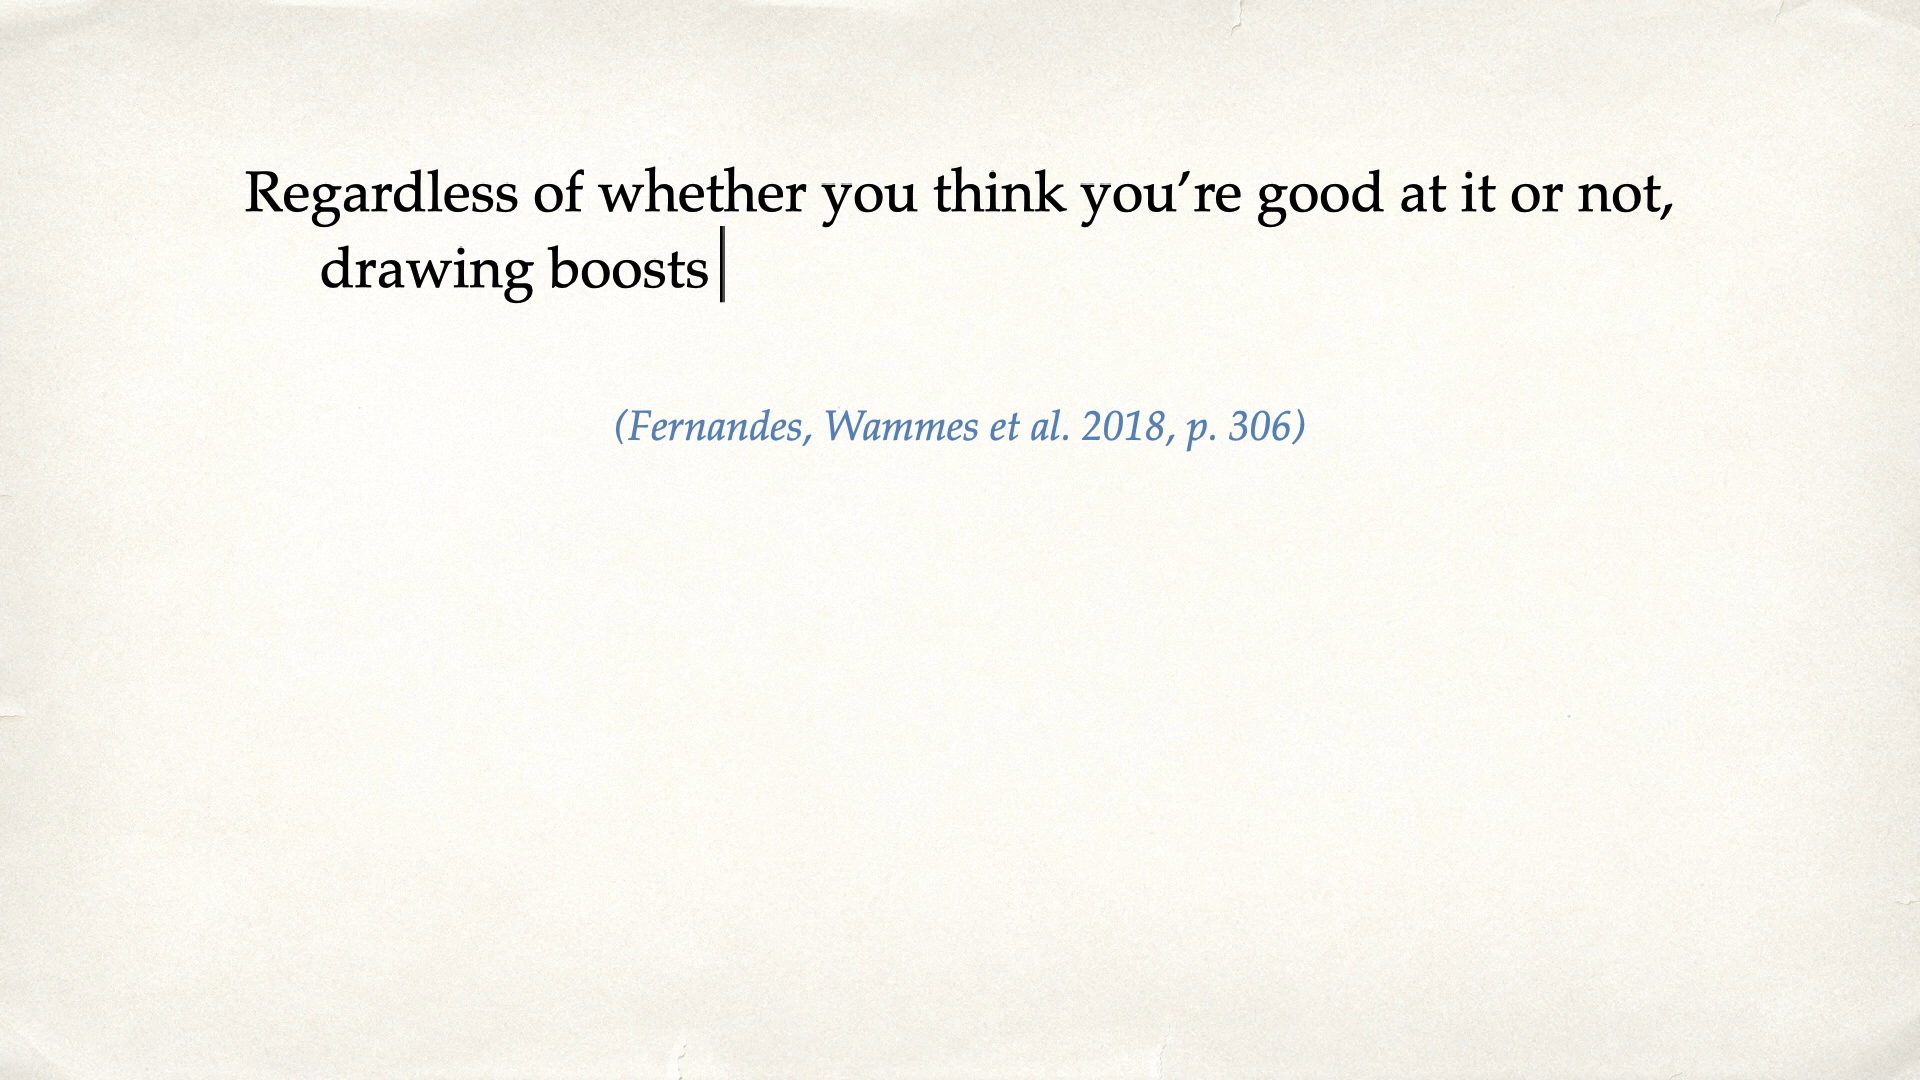 Regardless of whether you think you’re good at it or not,
drawing boosts
(Fernandes, Wammes et al. 2018, p. 306)